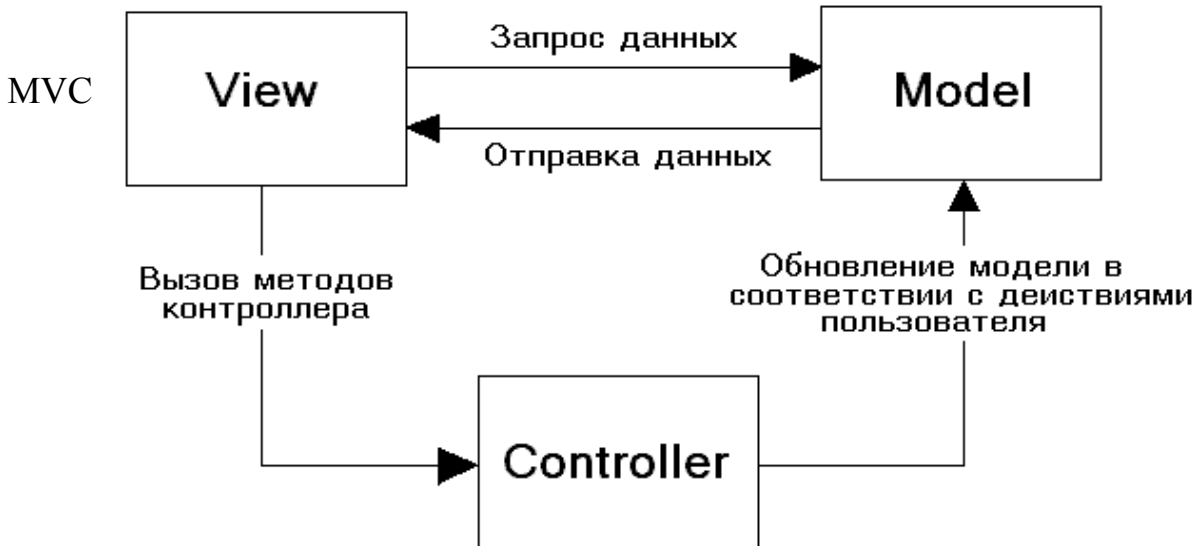 Запрос данных
MVC
View
Model
Отправка данных
Вызов методов
контроллера
Обновление модели в
соответствии с деиствиями
пользователя
Controller